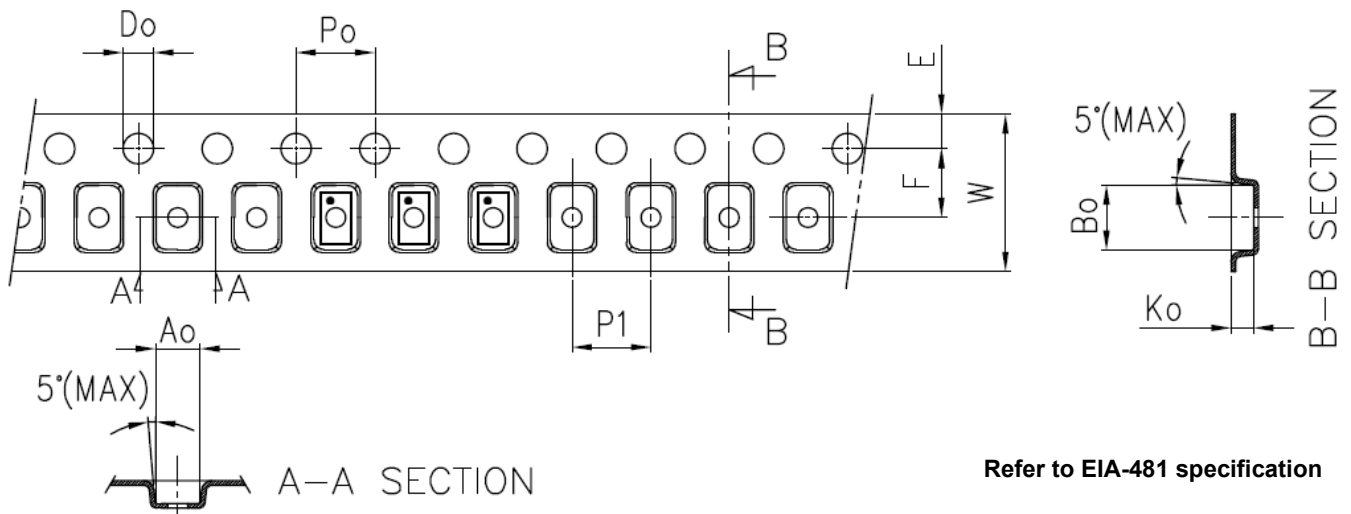 Do
Po
B
E
5°(MAX)
F
W
Bo
B-B SECTION
A
A
P1
B
Ko
Ao
5°(MAX)
A-A SECTION
Refer to EIA-481 specification